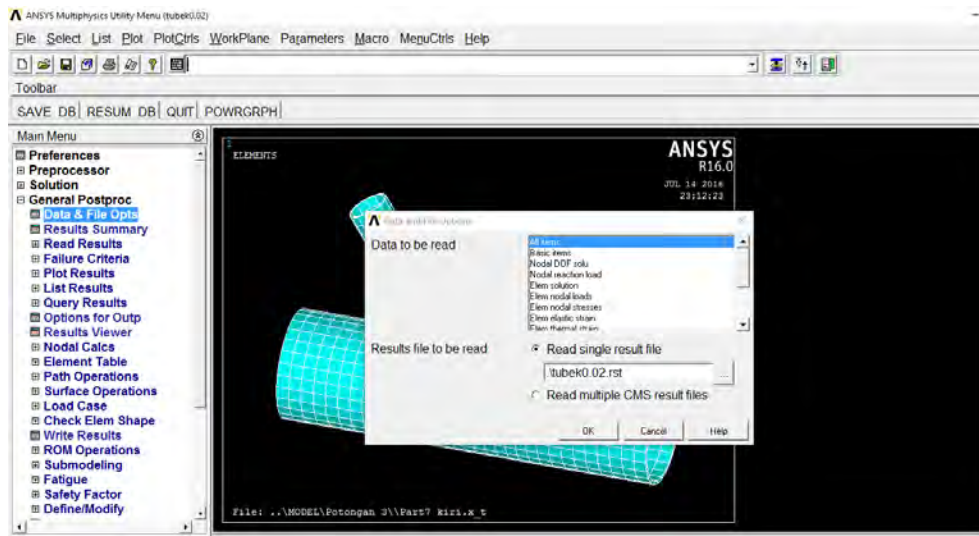 ANSYS Multiphysics Utility Menu (tubek0.02)
File Select List Plot PlotCtrls WorkPlane Parameters Macro MenuCtrls Help
Toolbar
SAVE_DB RESUM_DB QUIT POWRGRPH
Main Menu
Preferences
Preprocessor
Solution
General Postproc
Data & File Opts
Results Summary
Read Results
Failure Criteria
Plot Results
List Results
Query Results
Options for Outp
Results Viewer
Nodal Calcs
Element Table
Path Operations
Surface Operations
Load Case
Check Elem Shape
Write Results
ROM Operations
Submodeling
Fatigue
Safety Factor
Define/Modify
1
ELEMENTS
ANSYS
R16.0
JUL 14 2016
23:12:23
Data and File Options
Data to be read
All items
Basic items
Nodal DOF solu
Nodal reaction load
Elem solution
Elem nodal loads
Elem nodal stresses
Elem elastic strain
Elem thermal strain
Results file to be read
Read single result file
.\tubek0.02.rst
...
Read multiple CMS result files
OK Cancel Help
File: ..\MODEL\Potongan 3\\Part7 kiri.x_t